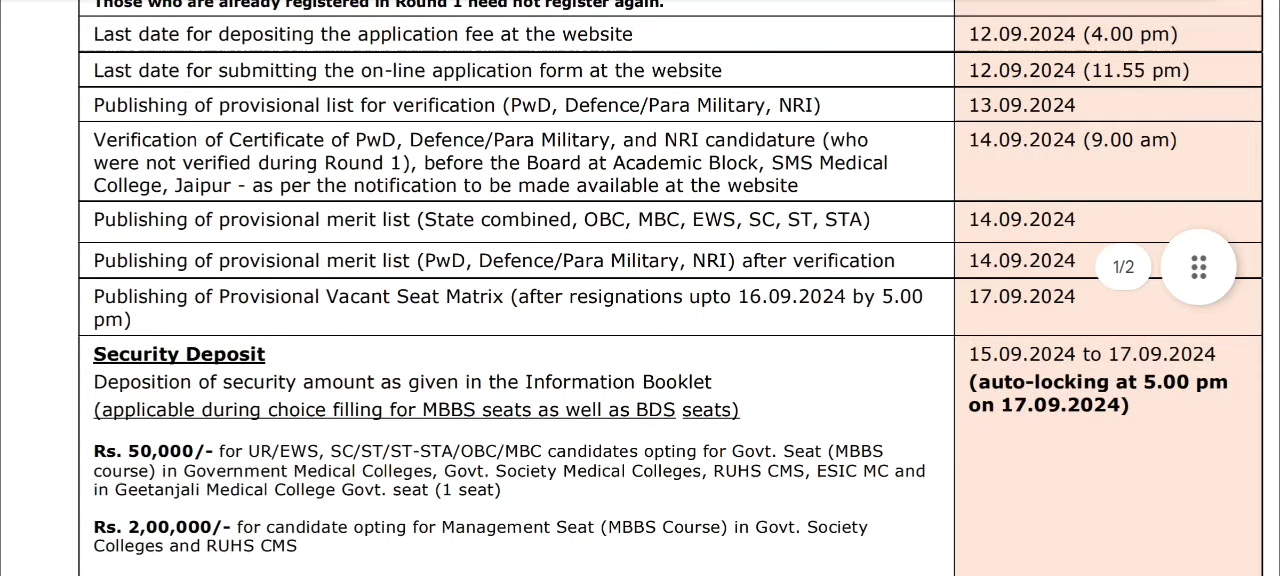 Those who are already registered in Round 1 need not register again.
Last date for depositing the application fee at the website
12.09.2024 (4.00 pm)
Last date for submitting the on-line application form at the website
12.09.2024 (11.55 pm)
Publishing of provisional list for verification (PwD, Defence/Para Military, NRI)
13.09.2024
Verification of Certificate of PwD, Defence/Para Military, and NRI candidature (who
were not verified during Round 1), before the Board at Academic Block, SMS Medical
College, Jaipur - as per the notification to be made available at the website
14.09.2024 (9.00 am)
Publishing of provisional merit list (State combined, OBC, MBC, EWS, SC, ST, STA)
14.09.2024
Publishing of provisional merit list (PwD, Defence/Para Military, NRI) after verification
14.09.2024
1/2
Publishing of Provisional Vacant Seat Matrix (after resignations upto 16.09.2024 by 5.00
pm)
17.09.2024
Security Deposit
Deposition of security amount as given in the Information Booklet
(applicable during choice filling for MBBS seats as well as BDS seats)
15.09.2024 to 17.09.2024
(auto-locking at 5.00 pm
on 17.09.2024)
Rs. 50,000/- for UR/EWS, SC/ST/ST-STA/OBC/MBC candidates opting for Govt. Seat (MBBS
course) in Government Medical Colleges, Govt. Society Medical Colleges, RUHS CMS, ESIC MC and
in Geetanjali Medical College Govt. seat (1 seat)
Rs. 2,00,000/- for candidate opting for Management Seat (MBBS Course) in Govt. Society
Colleges and RUHS CMS